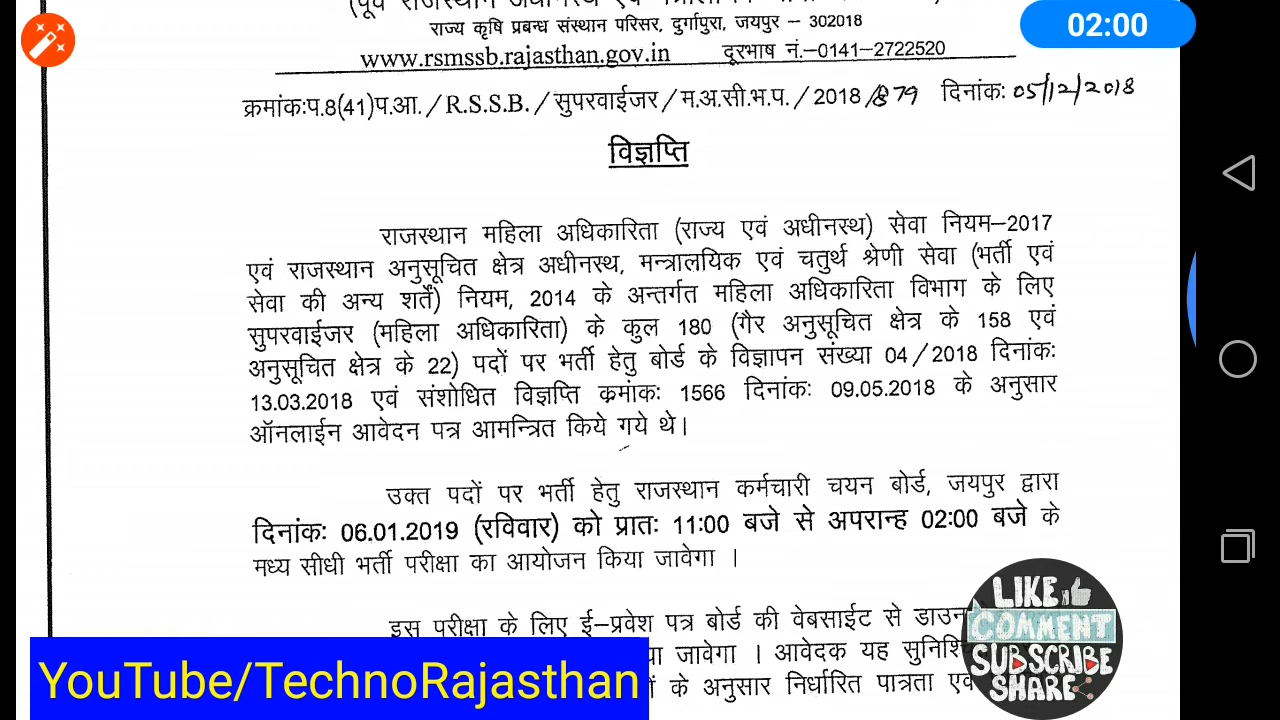 राज्य कृषि प्रबन्ध संस्थान परिसर, दुर्गापुरा, जयपुर – 302018
02:00
www.rsmssb.rajasthan.gov.in दूरभाष नं.–0141–2722520
क्रमांकःप.8(41)प.आ./R.S.S.B./सुपरवाईजर/म.अ.सी.भ.प./2018/879 दिनांकः 05/12/2018
विज्ञप्ति
राजस्थान महिला अधिकारिता (राज्य एवं अधीनस्थ) सेवा नियम–2017
एवं राजस्थान अनुसूचित क्षेत्र अधीनस्थ, मन्त्रालयिक एवं चतुर्थ श्रेणी सेवा (भर्ती एवं
सेवा की अन्य शर्तें) नियम, 2014 के अन्तर्गत महिला अधिकारिता विभाग के लिए
सुपरवाईजर (महिला अधिकारिता) के कुल 180 (गैर अनुसूचित क्षेत्र के 158 एवं
अनुसूचित क्षेत्र के 22) पदों पर भर्ती हेतु बोर्ड के विज्ञापन संख्या 04/2018 दिनांकः
13.03.2018 एवं संशोधित विज्ञप्ति क्रमांकः 1566 दिनांकः 09.05.2018 के अनुसार
ऑनलाईन आवेदन पत्र आमन्त्रित किये गये थे।
उक्त पदों पर भर्ती हेतु राजस्थान कर्मचारी चयन बोर्ड, जयपुर द्वारा
दिनांकः 06.01.2019 (रविवार) को प्रातः 11:00 बजे से अपरान्ह 02:00 बजे के
मध्य सीधी भर्ती परीक्षा का आयोजन किया जावेगा ।
इस परीक्षा के लिए ई–प्रवेश पत्र बोर्ड की वेबसाईट से
जावेगा । आवेदक यह
के अनुसार निर्धारित पात्रता
YouTube/TechnoRajasthan
LIKE
COMMENT
SUBSCRIBE
SHARE